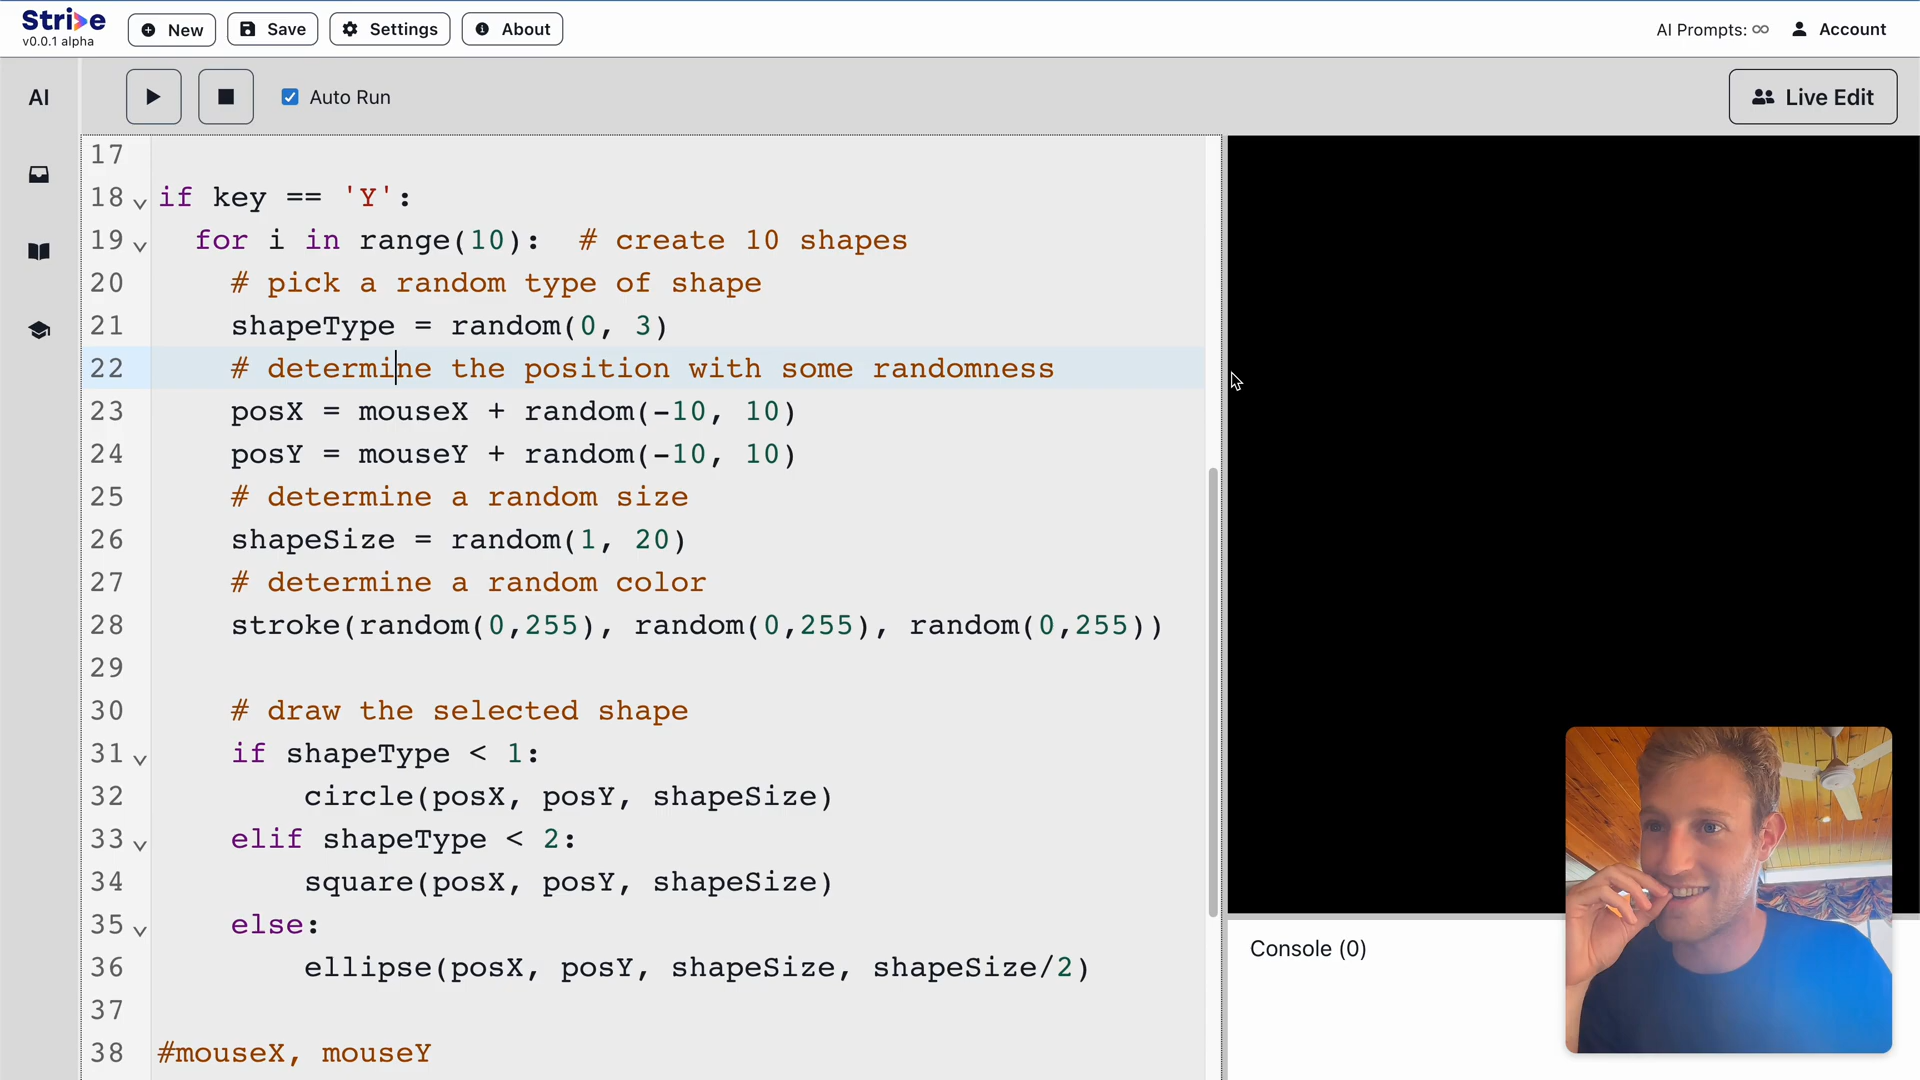 Strive
v0.0.1 alpha
New
Save
Settings
About
AI Prompts: ∞
Account
AI
Auto Run
Live Edit
17
18 if key == 'Y':
19 for i in range(10):  # create 10 shapes
20 # pick a random type of shape
21 shapeType = random(0, 3)
22 # determine the position with some randomness
23 posX = mouseX + random(-10, 10)
24 posY = mouseY + random(-10, 10)
25 # determine a random size
26 shapeSize = random(1, 20)
27 # determine a random color
28 stroke(random(0,255), random(0,255), random(0,255))
29
30 # draw the selected shape
31 if shapeType < 1:
32 circle(posX, posY, shapeSize)
33 elif shapeType < 2:
34 square(posX, posY, shapeSize)
35 else:
36 ellipse(posX, posY, shapeSize, shapeSize/2)
37
38 #mouseX, mouseY
Console (0)